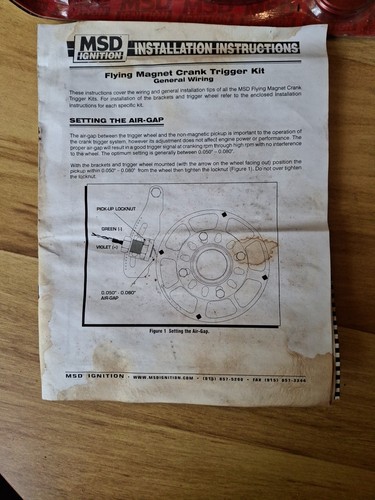 MSD
IGNITION
INSTALLATION INSTRUCTIONS
Flying Magnet Crank Trigger Kit
General Wiring
These instructions cover the wiring and general installation tips of all the MSD Flying Magnet Crank
Trigger Kits. For installation of the brackets and trigger wheel refer to the enclosed installation
instructions for each specific kit.
SETTING THE AIR-GAP
The air-gap between the trigger wheel and the non-magnetic pickup is important to the operation of
the crank trigger system, however its adjustment does not affect engine power or performance. The
proper air-gap will result in a good trigger signal at cranking rpm through high rpm with no interference
to the wheel. The optimum setting is generally between 0.050" - 0.080".
With the brackets and trigger wheel mounted (with the arrow on the wheel facing out) position the
pickup within 0.050" - 0.080" from the wheel then tighten the locknut (Figure 1). Do not over tighten
the locknut.
PICK-UP LOCKNUT
GREEN (-)
VIOLET (+)
0.050" - 0.080"
AIR-GAP
Figure 1 Setting the Air-Gap.
MSD IGNITION • WWW.MSDIGNITION.COM • (915) 857-5200 • FAX (915) 857-3344